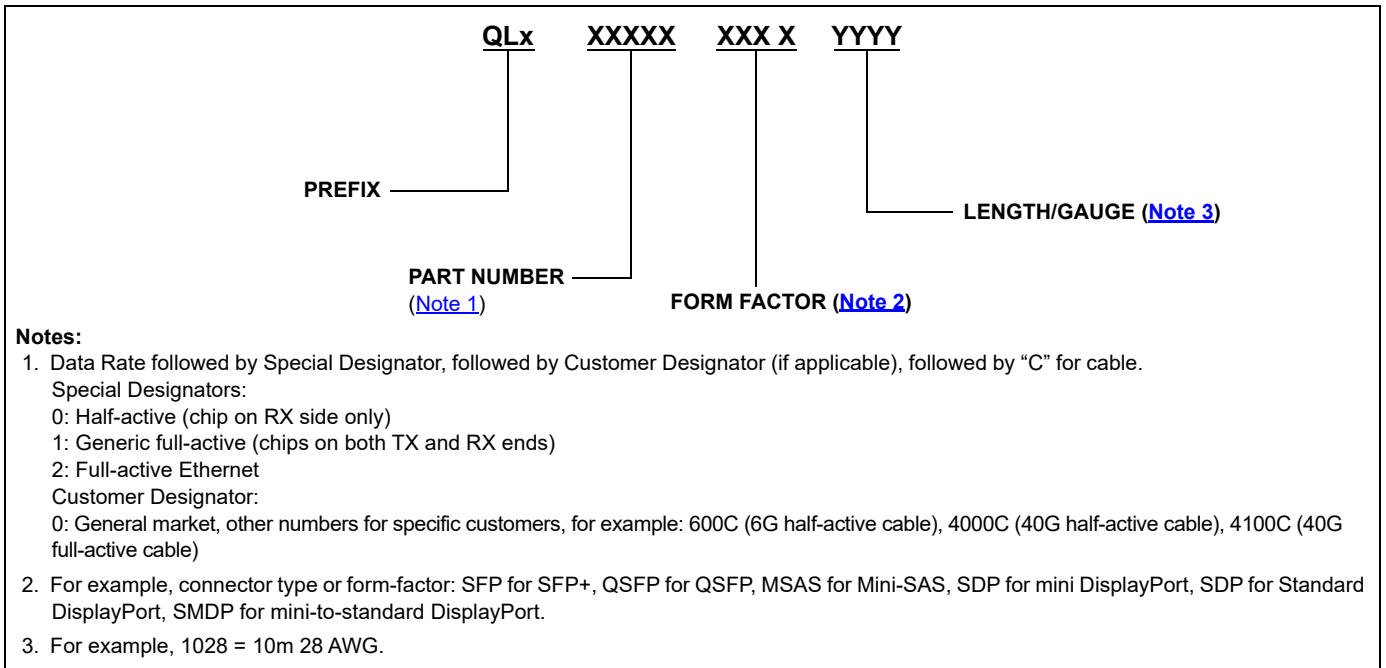 QLx XXXXX XXX X YYYY
PREFIX
LENGTH/GAUGE (Note 3)
PART NUMBER
(Note 1)
FORM FACTOR (Note 2)
Notes:
1. Data Rate followed by Special Designator, followed by Customer Designator (if applicable), followed by “C” for cable.
Special Designators:
0: Half-active (chip on RX side only)
1: Generic full-active (chips on both TX and RX ends)
2: Full-active Ethernet
Customer Designator:
0: General market, other numbers for specific customers, for example: 600C (6G half-active cable), 4000C (40G half-active cable), 4100C (40G
full-active cable)
2. For example, connector type or form-factor: SFP for SFP+, QSFP for QSFP, MSAS for Mini-SAS, SDP for mini DisplayPort, SDP for Standard
DisplayPort, SMDP for mini-to-standard DisplayPort.
3. For example, 1028 = 10m 28 AWG.